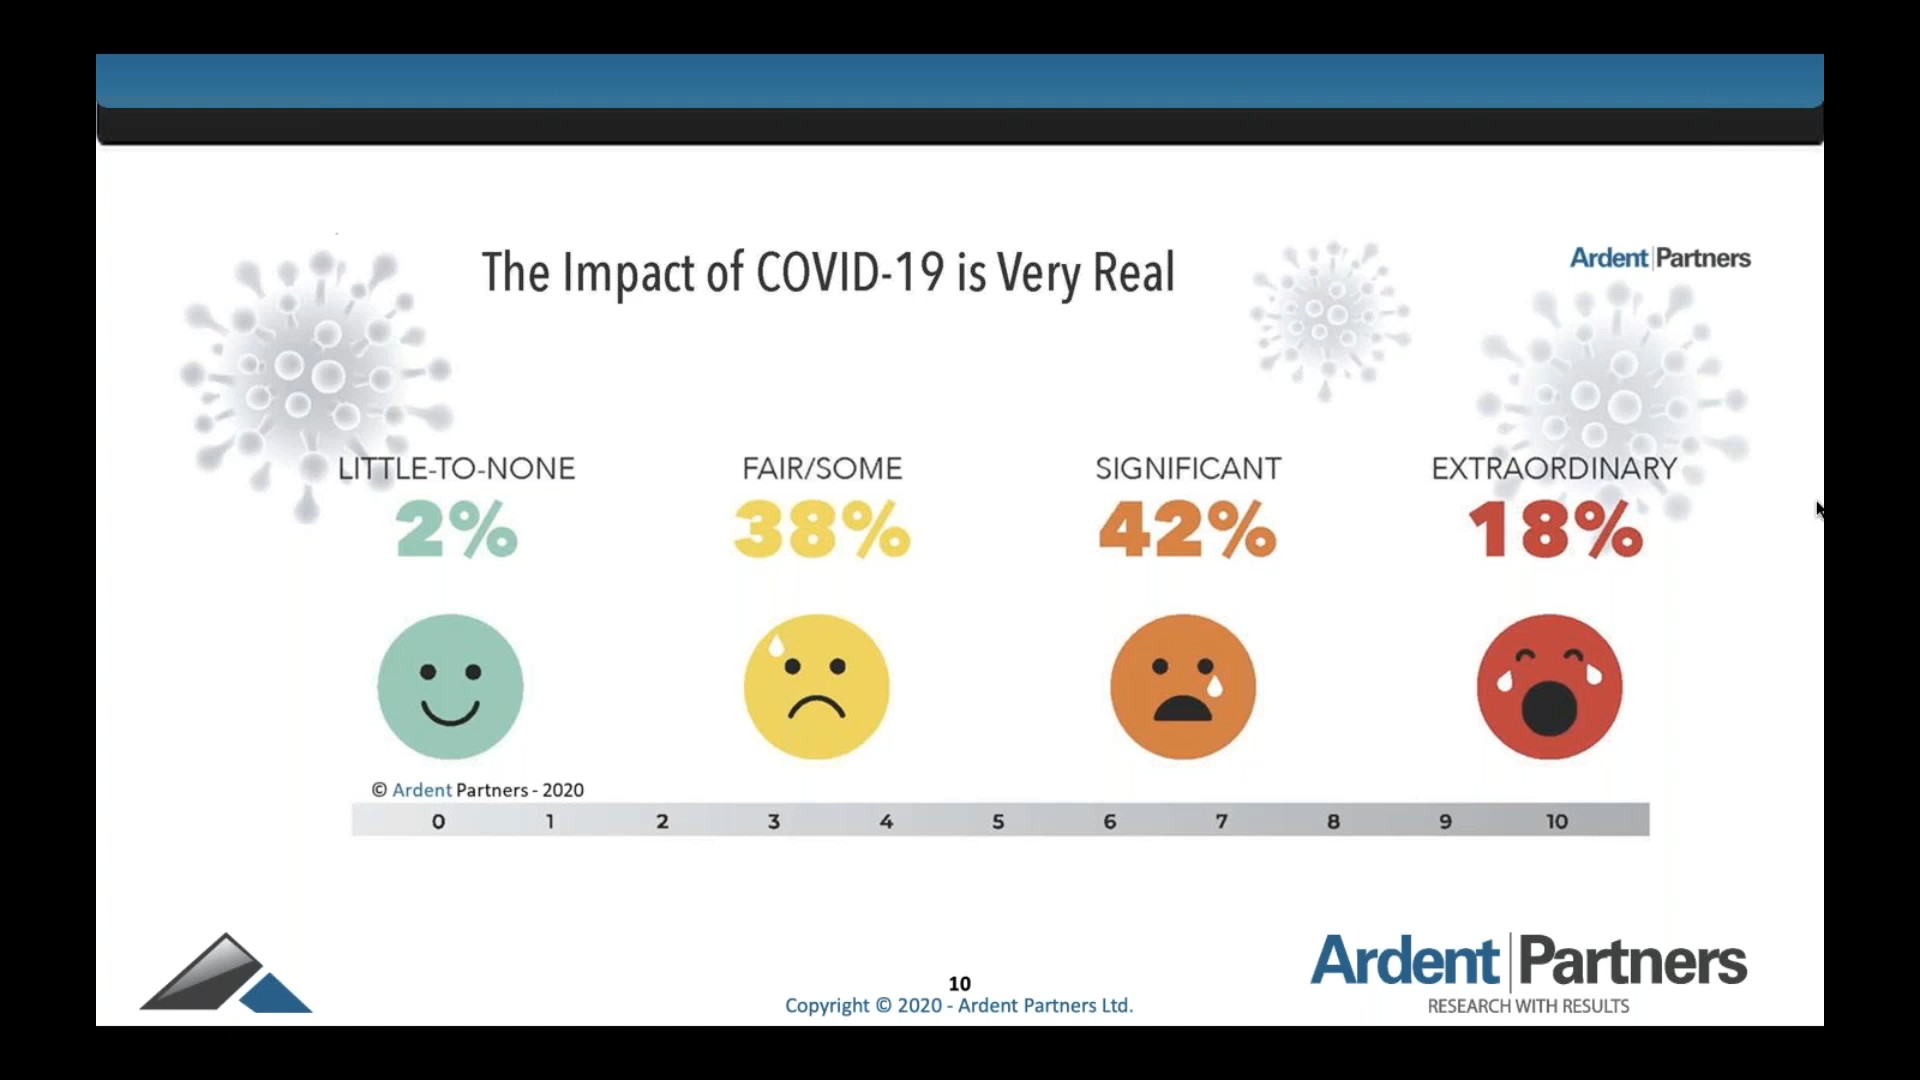 The Impact of COVID-19 is Very Real
Ardent Partners
LITTLE-TO-NONE FAIR/SOME SIGNIFICANT EXTRAORDINARY
2% 38% 42% 18%
© Ardent Partners - 2020
0 1 2 3 4 5 6 7 8 9 10
Ardent Partners
RESEARCH WITH RESULTS
10
Copyright © 2020 - Ardent Partners Ltd.